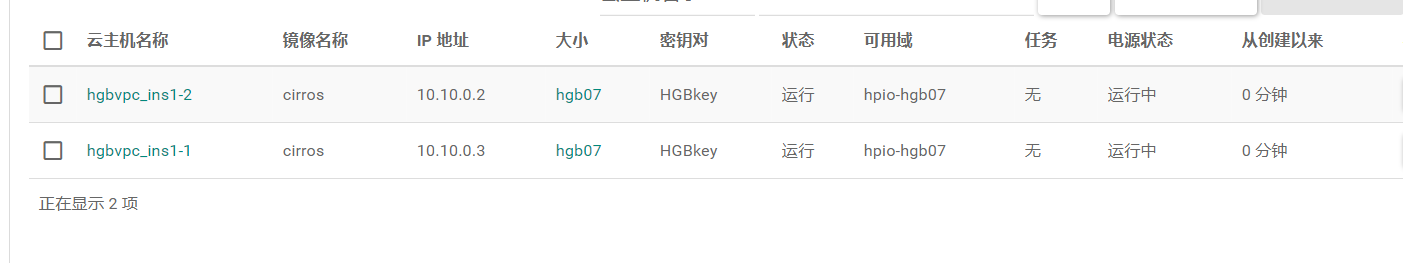 云主机名称 镜像名称 IP 地址 大小 密钥对 状态 可用域 任务 电源状态 从创建以来
hgbvpc_ins1-2 cirros 10.10.0.2 hgb07 HGBkey 运行 hpio-hgb07 无 运行中 0 分钟
hgbvpc_ins1-1 cirros 10.10.0.3 hgb07 HGBkey 运行 hpio-hgb07 无 运行中 0 分钟
正在显示 2 项